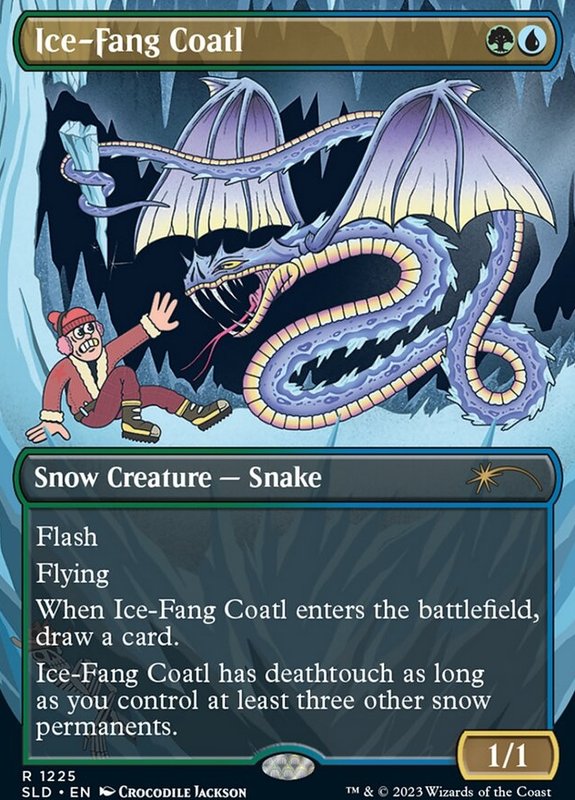 Ice-Fang Coatl
Snow Creature — Snake
Flash
Flying
When Ice-Fang Coatl enters the battlefield,
draw a card.
Ice-Fang Coatl has deathtouch as long
as you control at least three other snow
permanents.
1/1
R 1225
SLD • EN Crocodile Jackson
™ & © 2023 Wizards of the Coast